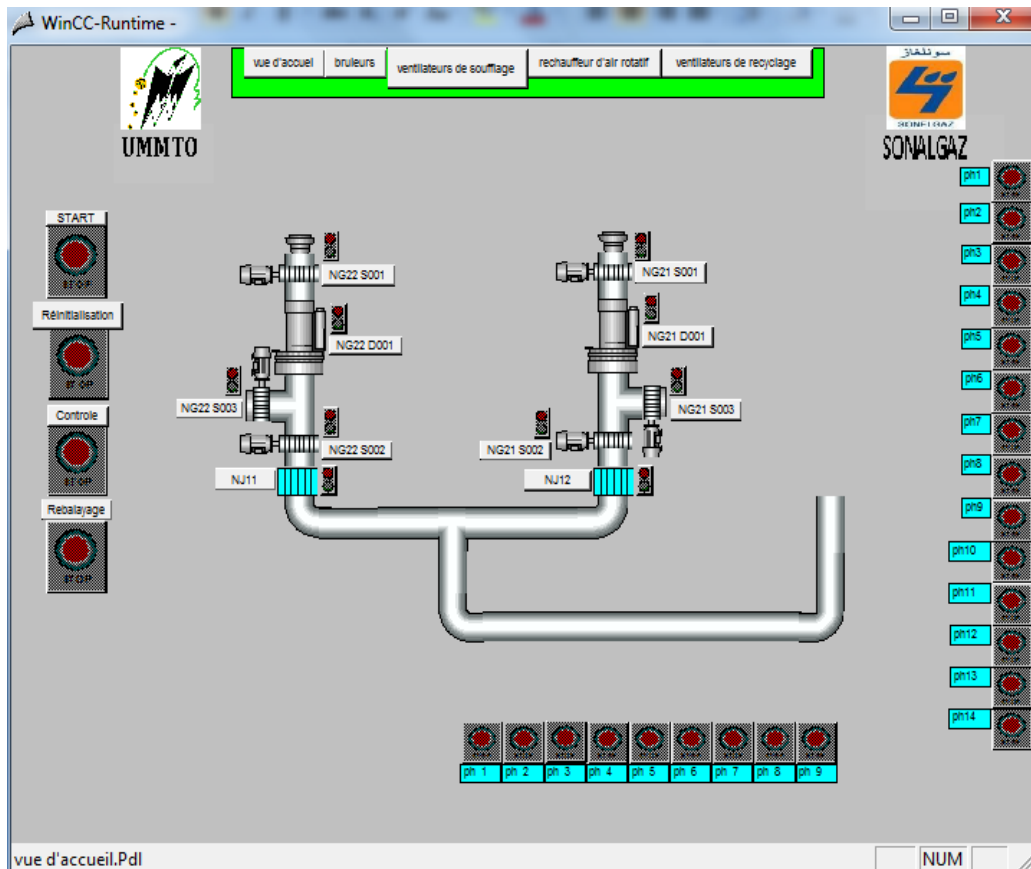 WinCC-Runtime -
vue d'accuel
bruleurs
ventilateurs de soufflage
rechauffeur d'air rotatif
ventilateurs de recyclage
UMMTO
سونلغاز
SONELGAZ
SONALGAZ
START
STOP
Réinitialisation
STOP
Controle
STOP
Rebalayage
STOP
NG22 S001
NG22 D001
NG22 S003
NG22 S002
NJ11
NG21 S001
NG21 D001
NG21 S003
NG21 S002
NJ12
ph1
ph2
ph3
ph4
ph5
ph6
ph7
ph8
ph9
ph10
ph11
ph12
ph13
ph14
ph 1
ph 2
ph 3
ph 4
ph 5
ph 6
ph 7
ph 8
ph 9
vue d'accueil.Pdl
NUM